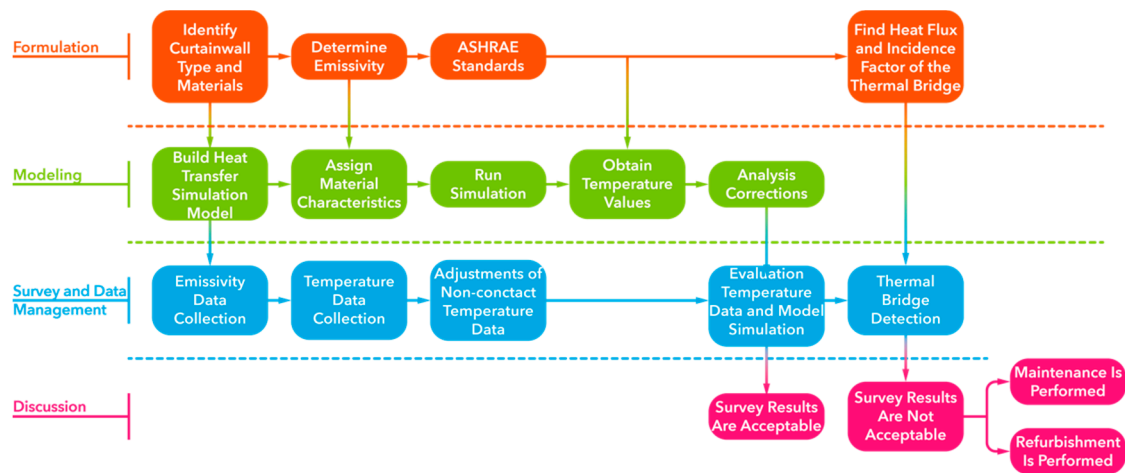 Formulation
Identify
Curtainwall
Type and
Materials
Determine
Emissivity
ASHRAE
Standards
Find Heat Flux
and Incidence
Factor of the
Thermal Bridge
Modeling
Build Heat
Transfer
Simulation
Model
Assign
Material
Characteristics
Run
Simulation
Obtain
Temperature
Values
Analysis
Corrections
Survey and Data
Management
Emissivity
Data
Collection
Temperature
Data
Collection
Adjustments of
Non-conctact
Temperature
Data
Evaluation
Temperature
Data and Model
Simulation
Thermal
Bridge
Detection
Discussion
Survey Results
Are Acceptable
Survey Results
Are Not
Acceptable
Maintenance Is
Performed
Refurbishment
Is Performed